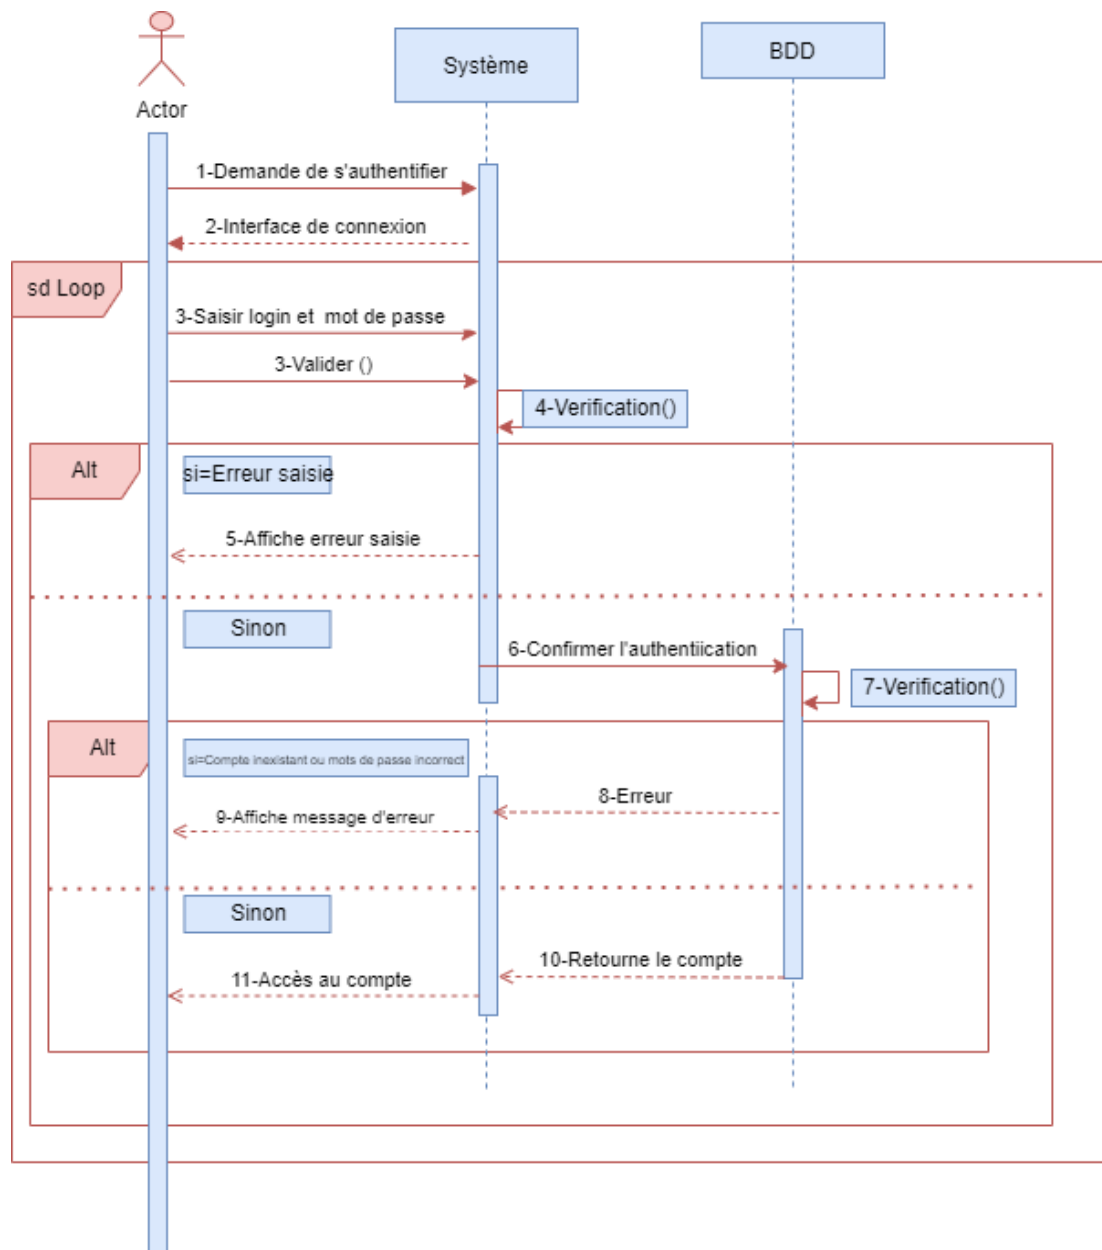 Système
BDD
Actor
1-Demande de s'authentifier
2-Interface de connexion
sd Loop
3-Saisir login et mot de passe
3-Valider ()
4-Verification()
Alt
si=Erreur saisie
5-Affiche erreur saisie
Sinon
6-Confirmer l'authentiication
7-Verification()
Alt
si=Compte inexistant ou mots de passe incorrect
8-Erreur
9-Affiche message d'erreur
Sinon
10-Retourne le compte
11-Accès au compte